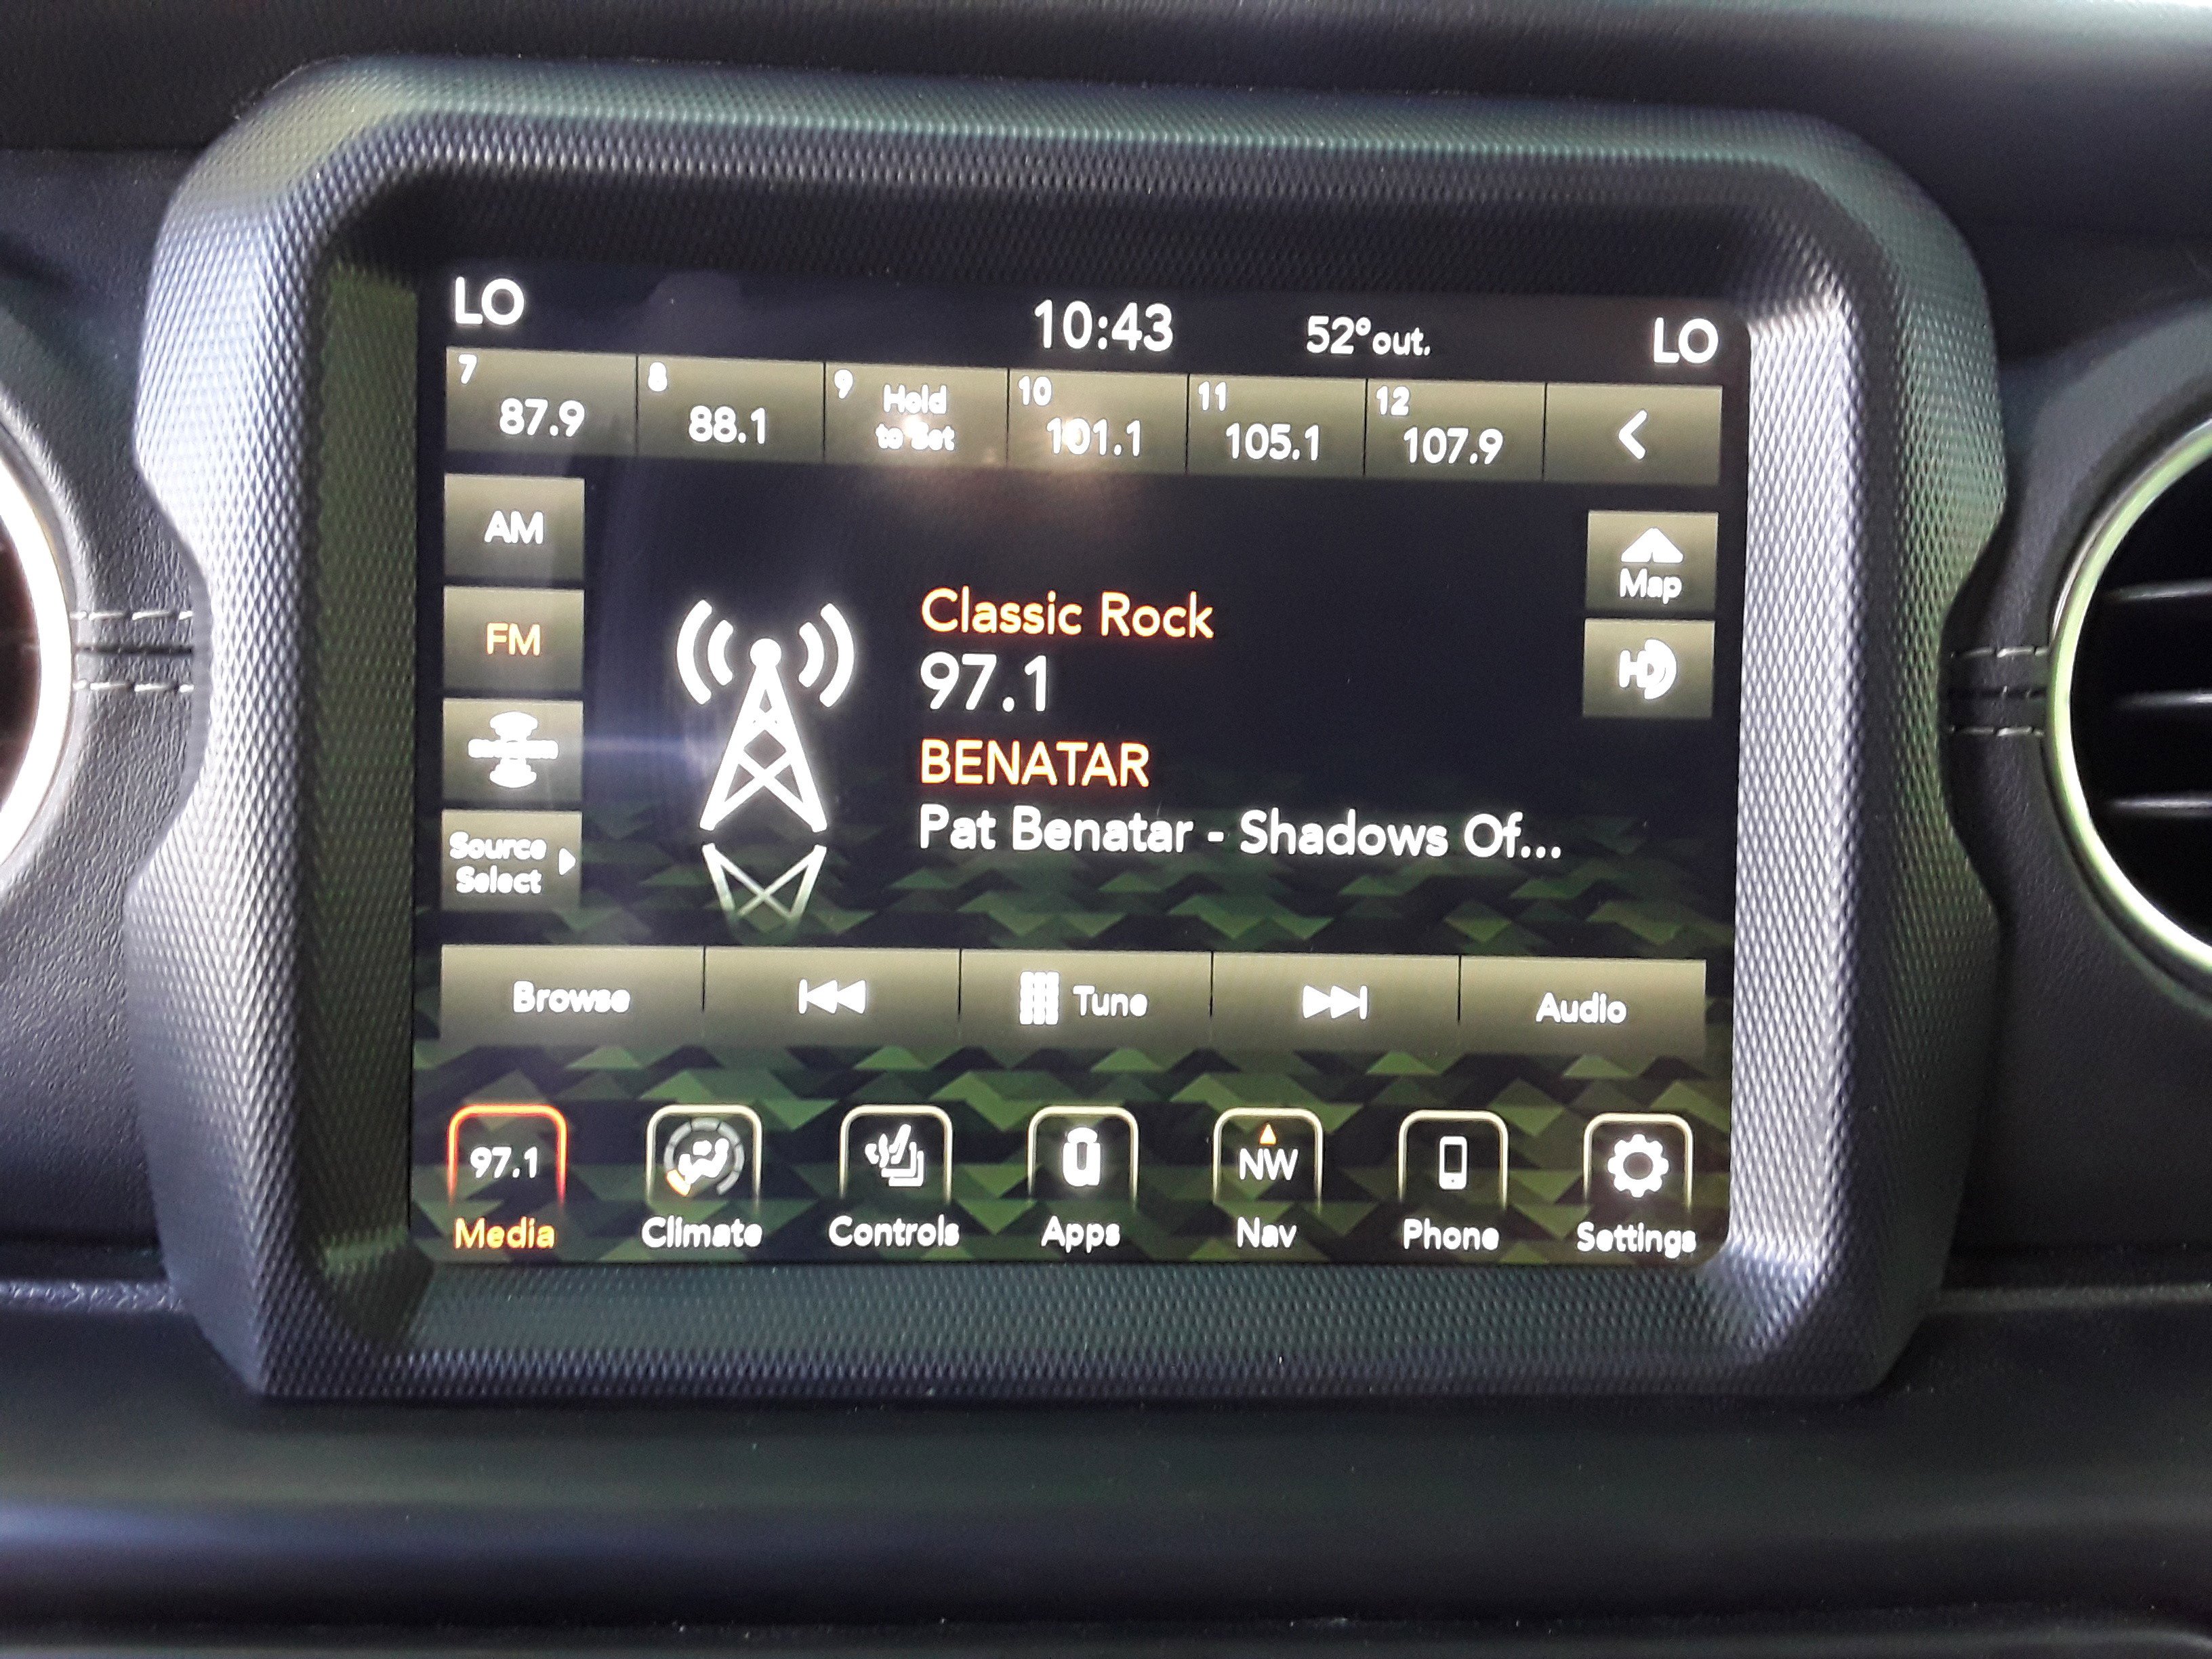 LO 10:43 52°out. LO
7 87.9 8 88.1 9 Hold to Set 10 101.1 11 105.1 12 107.9
AM
Map
FM
HD
Classic Rock
97.1
BENATAR
Pat Benatar - Shadows Of...
Source
Select
Browse Tune Audio
97.1 NW
Media Climate Controls Apps Nav Phone Settings